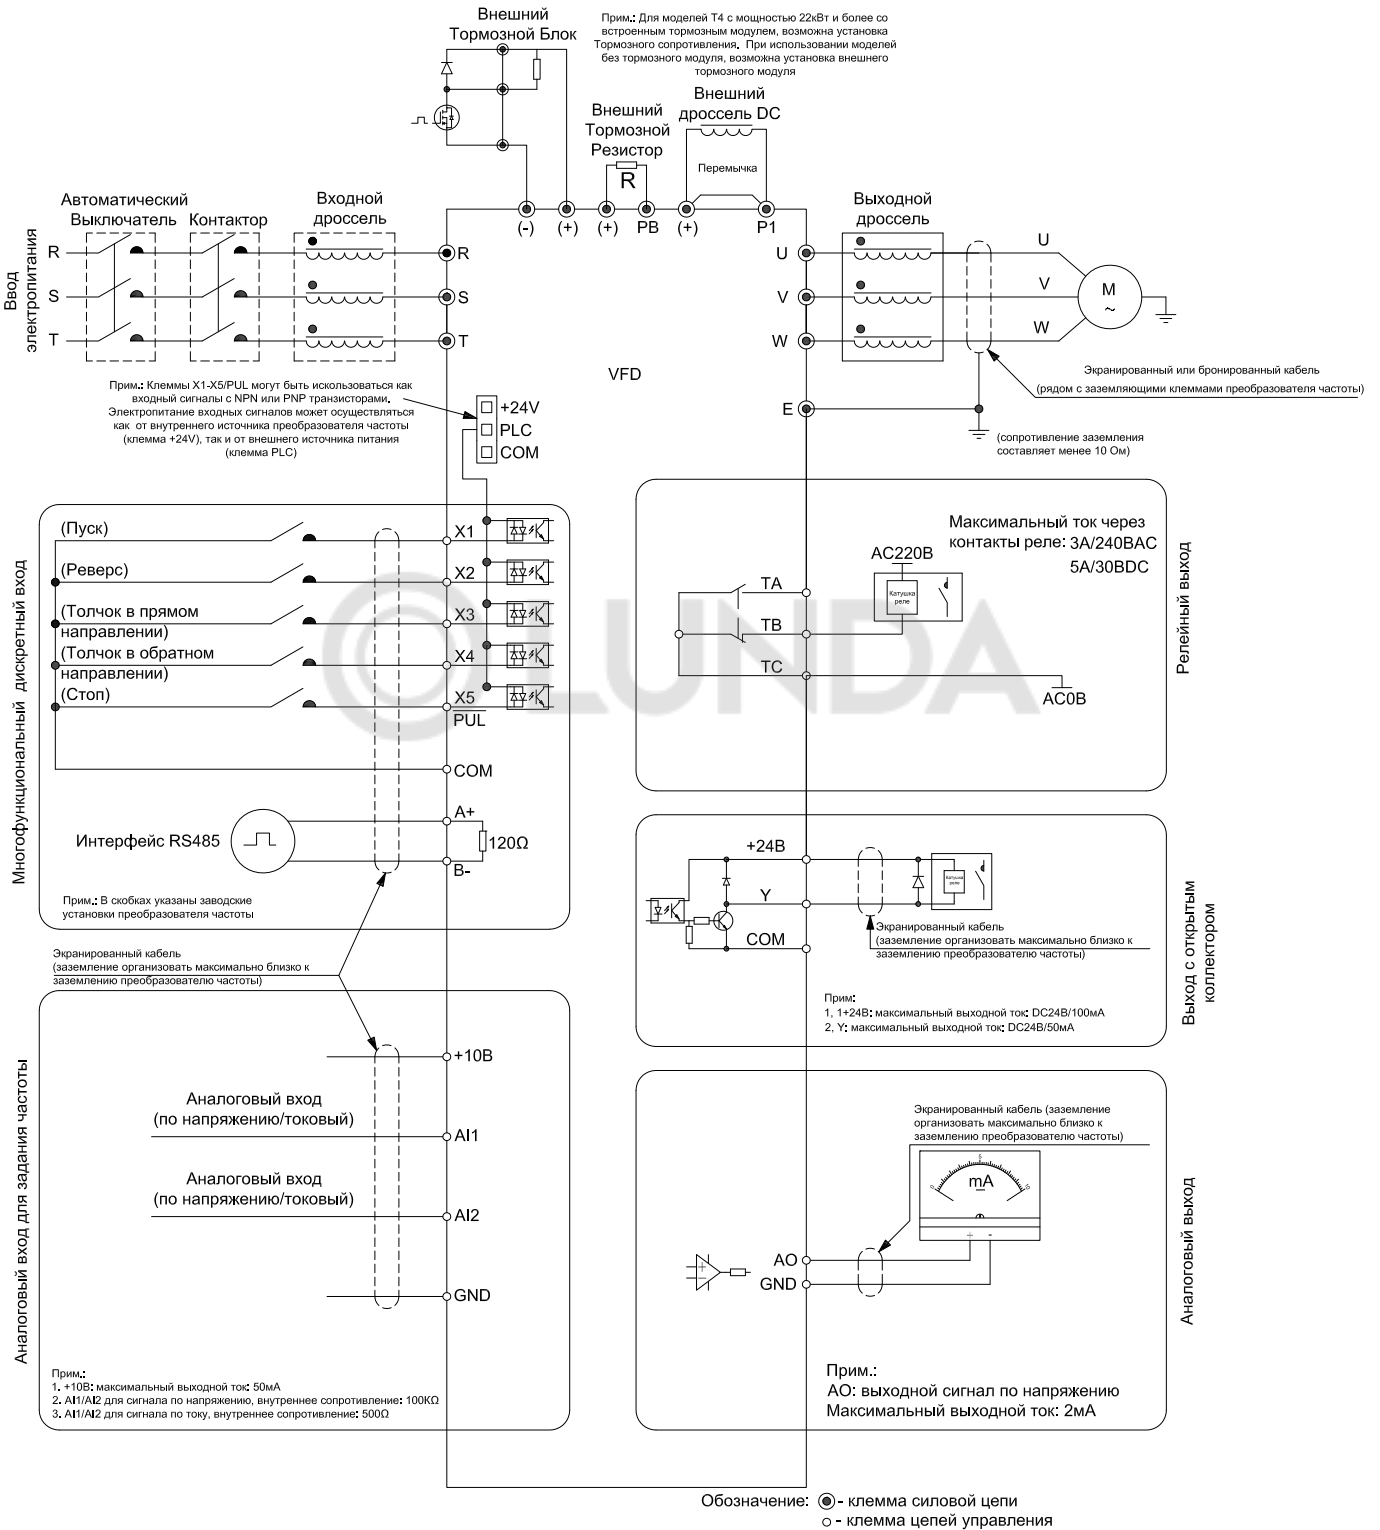 Внешний
Тормозной Блок
Прим.: Для моделей T4 с мощностью 22кВт и более со
встроенным тормозным модулем, возможна установка
Тормозного сопротивления. При использовании моделей
без тормозного модуля, возможна установка внешнего
тормозного модуля
Внешний
дроссель DC
Внешний
Тормозной
Резистор
R
Перемычка
(-)
(+)
(+)
PB
(+)
P1
Автоматический
Выключатель
Контактор
Входной
дроссель
Выходной
дроссель
Ввод
электропитания
R
S
T
R
S
T
U
V
W
U
V
W
M
~
VFD
E
Экранированный или бронированный кабель
(рядом с заземляющими клеммами преобразователя частоты)
(сопротивление заземления
составляет менее 10 Ом)
Прим.: Клеммы X1-X5/PUL могут быть искользоваться как
входный сигналы с NPN или PNP транзисторами.
Электропитание входных сигналов может осуществляться
как от внутреннего источника преобразователя частоты
(клемма +24V), так и от внешнего источника питания
(клемма PLC)
+24V
PLC
COM
Многофункциональный дискретный вход
(Пуск)
X1
(Реверс)
X2
(Толчок в прямом
направлении)
X3
(Толчок в обратном
направлении)
X4
(Стоп)
X5
PUL
COM
Интерфейс RS485
A+
B-
120Ω
Прим.: В скобках указаны заводские
установки преобразователя частоты
LUNDA
Максимальный ток через
контакты реле: 3A/240BAC
5A/30BDC
AC220B
Катушка
реле
TA
TB
TC
AC0B
Релейный выход
+24B
Y
COM
Катушка
реле
Экранированный кабель
(заземление организовать максимально близко к
заземлению преобразователю частоты)
Прим:
1, 1+24B: максимальный выходной ток: DC24B/100мА
2, Y: максимальный выходной ток: DC24B/50мА
Выход с открытым
коллектором
Экранированный кабель
(заземление организовать максимально близко к
заземлению преобразователю частоты)
Аналоговый вход для задания частоты
+10B
Аналоговый вход
(по напряжению/токовый)
AI1
Аналоговый вход
(по напряжению/токовый)
AI2
GND
Прим.:
1. +10B: максимальный выходной ток: 50мА
2. AI1/AI2 для сигнала по напряжению, внутреннее сопротивление: 100KΩ
3. AI1/AI2 для сигнала по току, внутреннее сопротивление: 500Ω
Экранированный кабель (заземление
организовать максимально близко к
заземлению преобразователю частоты)
0
5
10
mA
+
-
AO
GND
Аналоговый выход
Прим.:
AO: выходной сигнал по напряжению
Максимальный выходной ток: 2мА
Обозначение:
- клемма силовой цепи
- клемма цепей управления